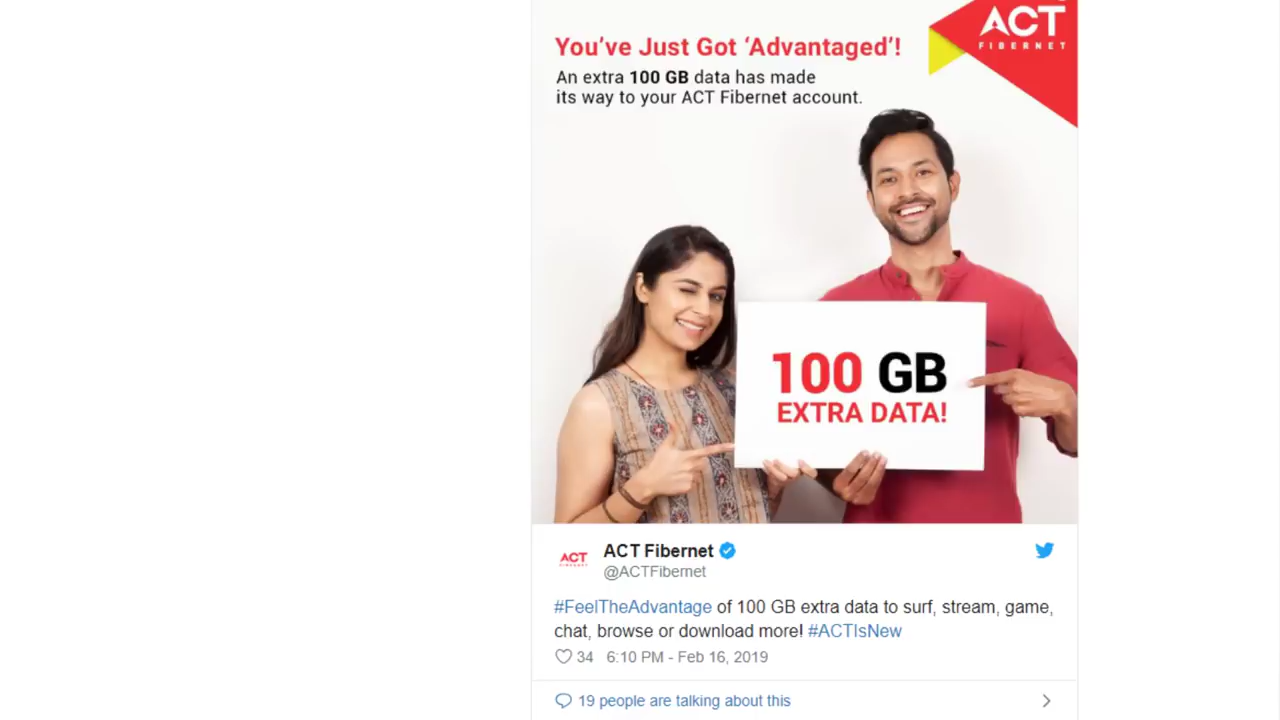 ACT
FIBERNET
You've Just Got ‘Advantaged’!
An extra 100 GB data has made
its way to your ACT Fibernet account.
100 GB
EXTRA DATA!
ACT
FIBERNET
ACT Fibernet
@ACTFibernet
#FeelTheAdvantage of 100 GB extra data to surf, stream, game,
chat, browse or download more! #ACTIsNew
34 6:10 PM - Feb 16, 2019
19 people are talking about this